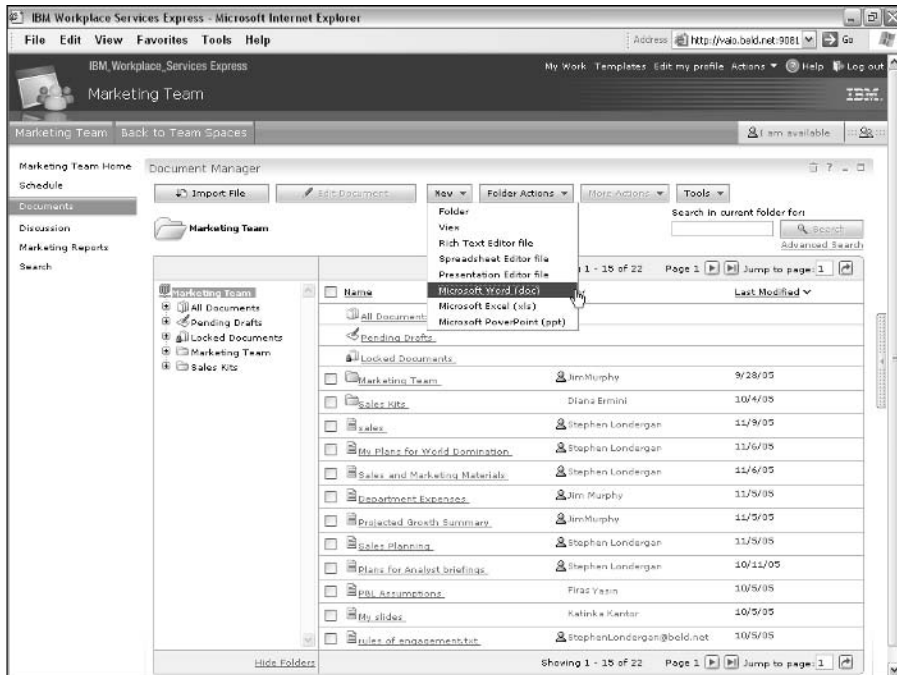 IBM Workplace Services Express - Microsoft Internet Explorer
File Edit View Favorites Tools Help
Address http://vaio.beld.net:9081 Go
IBM_Workplace_Services Express
My Work Templates Edit my profile Actions Help Log out
Marketing Team
IBM.
Marketing Team Back to Team Spaces
I am available
Marketing Team Home
Schedule
Documents
Discussion
Marketing Reports
Search
Document Manager
Import File Edit Document New Folder Actions More Actions Tools
Marketing Team
Search in current folder for:
Search
Advanced Search
Folder
View
Rich Text Editor file
Spreadsheet Editor file
Presentation Editor file
Microsoft Word (doc)
Microsoft Excel (xls)
Microsoft PowerPoint (ppt)
1 - 15 of 22 Page 1 Jump to page: 1
Marketing Team
All Documents
Pending Drafts
Locked Documents
Marketing Team
Sales Kits
Name Last Modified
All Document
Pending Drafts
Locked Documents
Marketing Team JimMurphy 9/28/05
Sales Kits Diana Ermini 10/4/05
sales Stephen Londergan 11/9/05
My Plans for World Domination Stephen Londergan 11/6/05
Sales and Marketing Materials Stephen Londergan 11/6/05
Department Expenses Jim Murphy 11/5/05
Projected Growth Summary JimMurphy 11/5/05
Sales Planning Stephen Londergan 11/5/05
Plans for Analyst briefings Stephen Londergan 10/11/05
P&L Assumptions Firas Yasin 10/5/05
My slides Katinka Kantor 10/5/05
rules of engagement.txt StephenLondergan@beld.net 10/5/05
Hide Folders
Showing 1 - 15 of 22 Page 1 Jump to page: 1